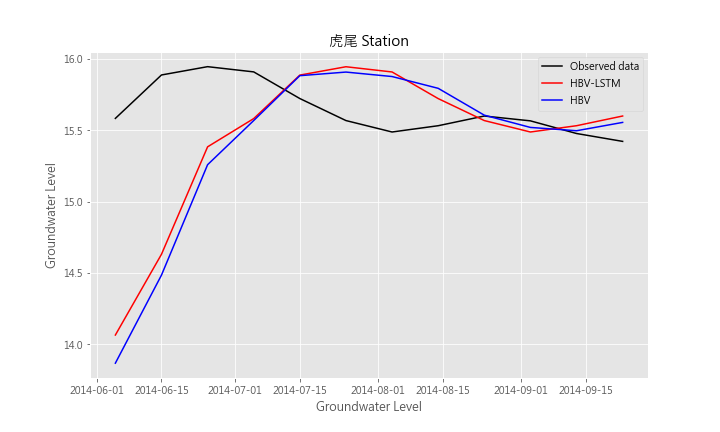 虎尾 Station
Observed data
HBV-LSTM
HBV
Groundwater Level
16.0
15.5
15.0
14.5
14.0
2014-06-01
2014-06-15
2014-07-01
2014-07-15
2014-08-01
2014-08-15
2014-09-01
2014-09-15
Groundwater Level